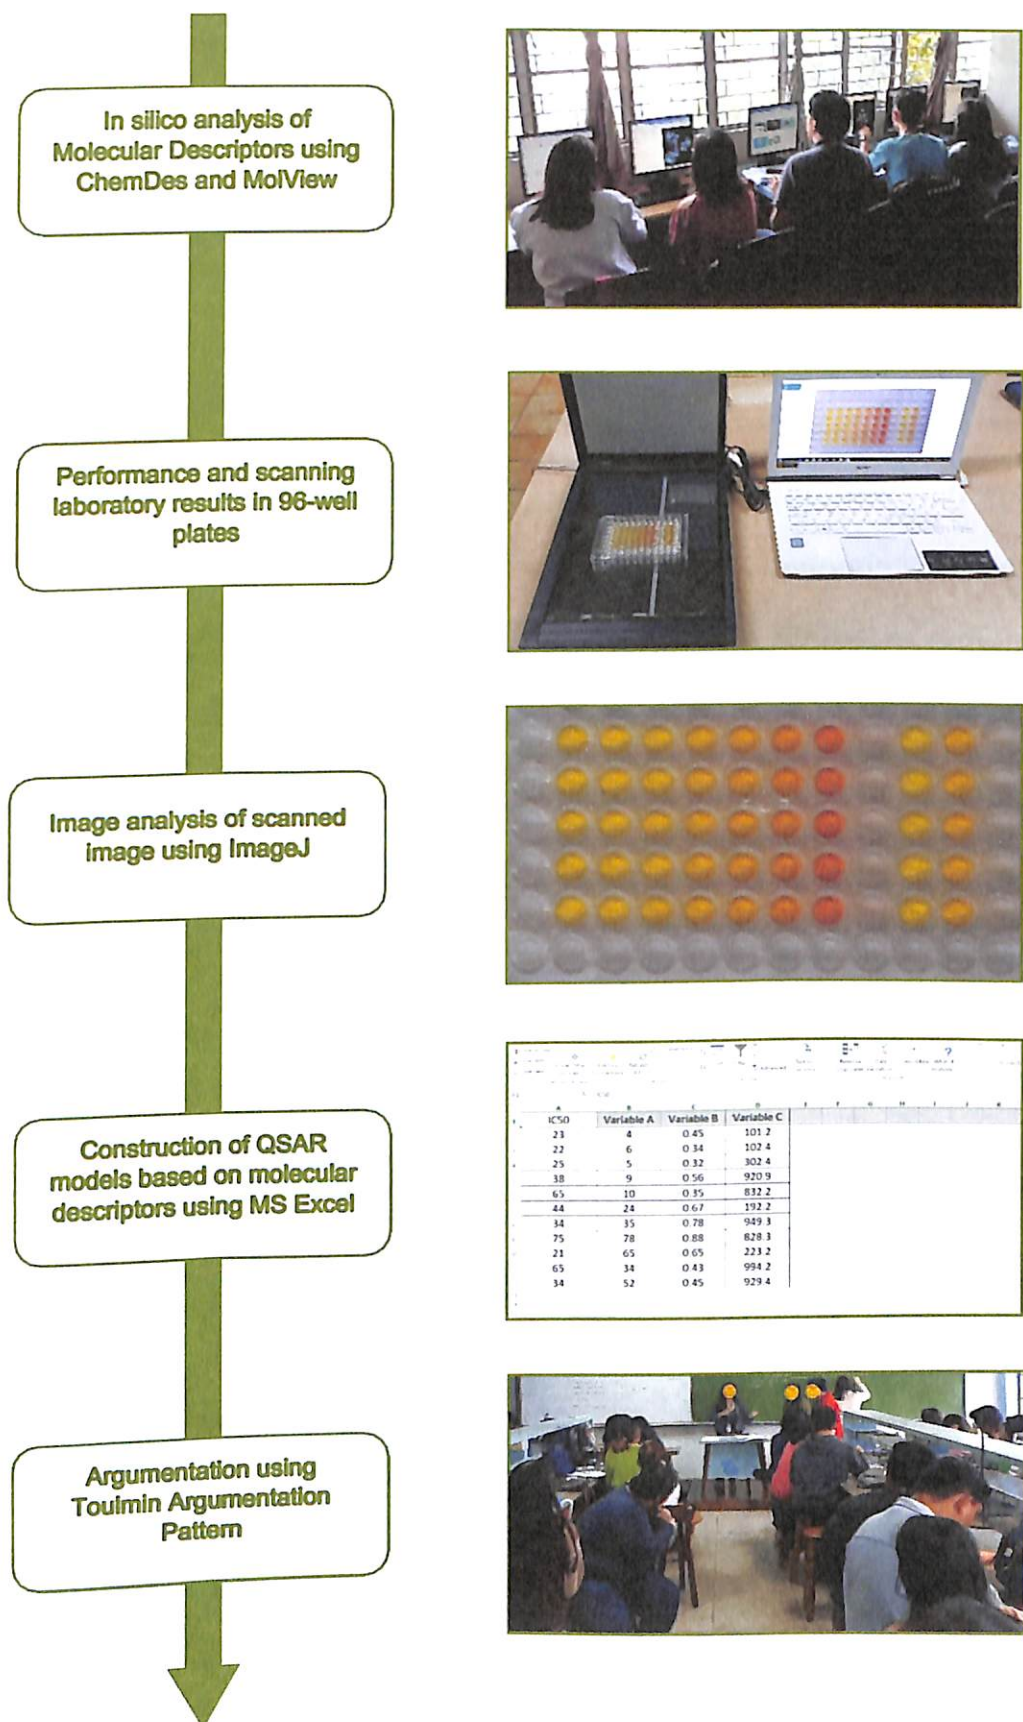 In silico analysis of
Molecular Descriptors using
ChemDes and MolView
Performance and scanning
laboratory results in 96-well
plates
Image analysis of scanned
image using ImageJ
Construction of QSAR
models based on molecular
descriptors using MS Excel
A B C D E F G H I J K
IC50 Variable A Variable B Variable C
23 4 0.45 101.2
22 6 0.34 102.4
25 5 0.32 302.4
38 9 0.56 920.9
65 10 0.35 832.2
44 24 0.67 192.2
34 35 0.78 949.3
75 78 0.88 828.3
21 65 0.65 223.2
65 34 0.43 994.2
34 52 0.45 929.4
Argumentation using
Toulmin Argumentation
Pattern